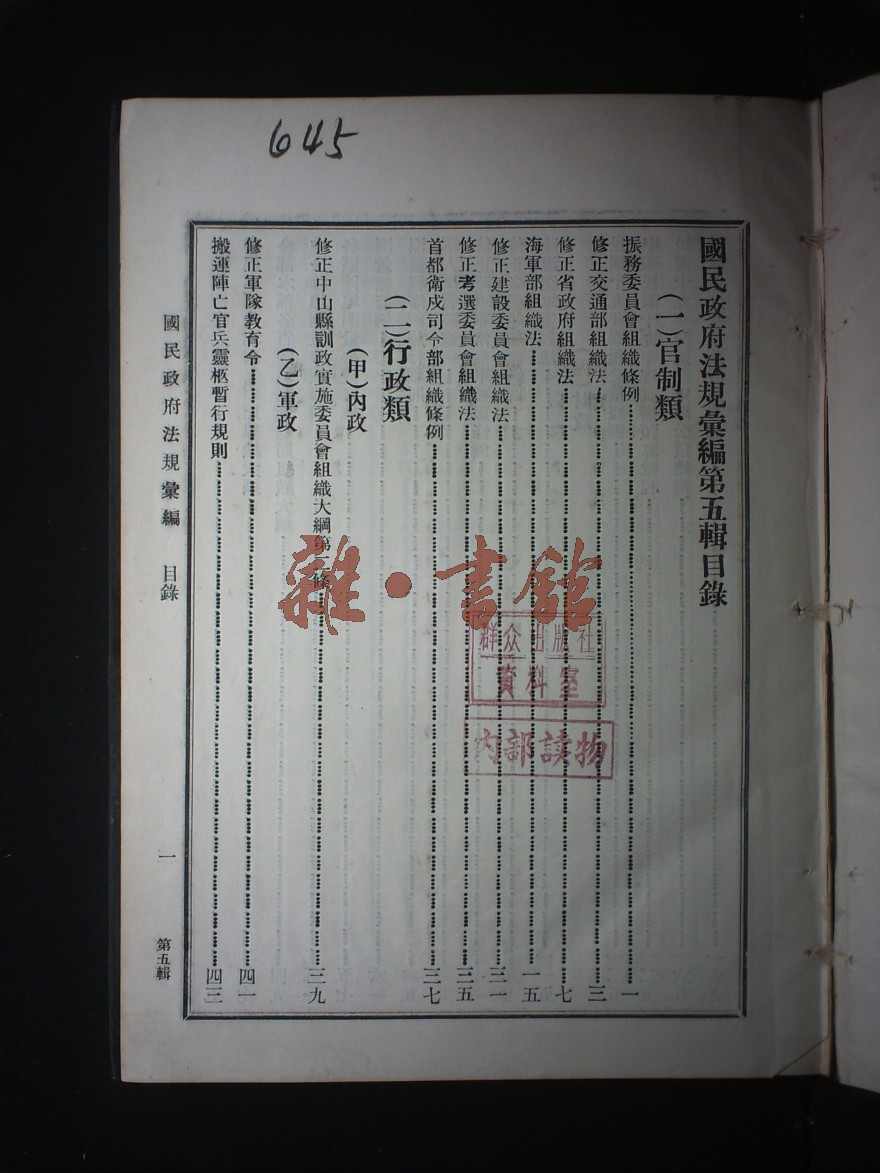 645
國民政府法規彙編第五輯目錄
（一）官制類
振務委員會組織條例……一
修正交通部組織法……三
修正省政府組織法……七
海軍部組織法……一五
修正建設委員會組織法……三一
修正考選委員會組織法……三五
首都衛戍司令部組織條例……三七
（二）行政類
（甲）內政
修正中山縣訓政實施委員會組織大綱第二條……三九
（乙）軍政
修正軍隊教育令……四一
搬運陣亡官兵靈柩暫行規則……四三
國民政府法規彙編　目錄　一　第五輯
雜·書館
群众出版社
資料室
内部读物